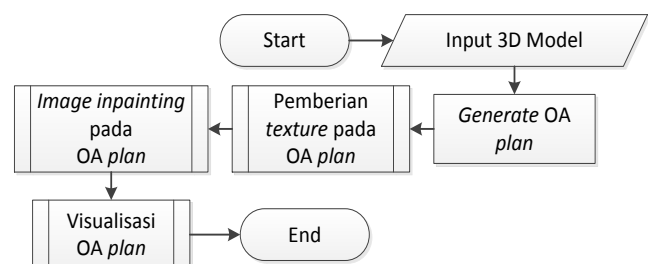 Start
Input 3D Model
Generate OA
plan
Pemberian
texture pada
OA plan
Image inpainting
pada
OA plan
Visualisasi
OA plan
End